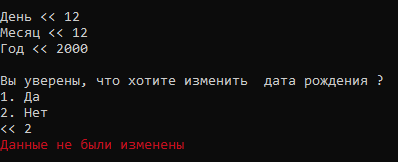 День << 12
Месяц << 12
Год << 2000
Вы уверены, что хотите изменить  дата рождения ?
1. Да
2. Нет
<< 2
Данные не были изменены